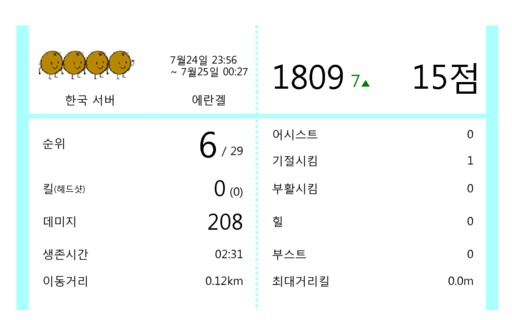 7월24일 23:56
~ 7월25일 00:27
한국 서버 에란겔
1809 7▲ 15점
순위 6 / 29
킬(헤드샷) 0 (0)
데미지 208
생존시간 02:31
이동거리 0.12km
어시스트 0
기절시킴 1
부활시킴 0
힐 0
부스트 0
최대거리킬 0.0m